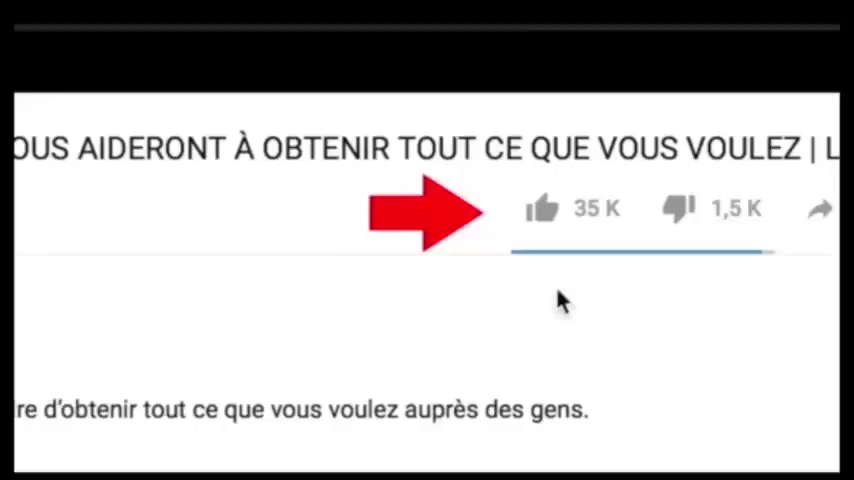 OUS AIDERONT À OBTENIR TOUT CE QUE VOUS VOULEZ | L
35 K 1,5 K
re d'obtenir tout ce que vous voulez auprès des gens.